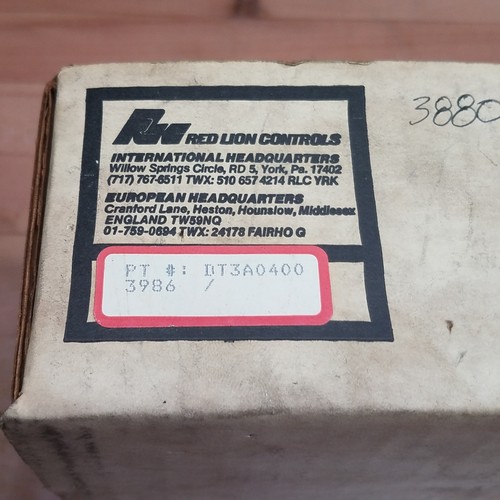 3880
RLC RED LION CONTROLS
INTERNATIONAL HEADQUARTERS
Willow Springs Circle, RD 5, York, Pa. 17402
(717) 767-6511 TWX: 510 657 4214 RLC YRK
EUROPEAN HEADQUARTERS
Cranford Lane, Heston, Hounslow, Middlesex
ENGLAND TW59NQ
01-759-0694 TWX: 24178 FAIRHO G
PT #: DT3A0400
3986 /